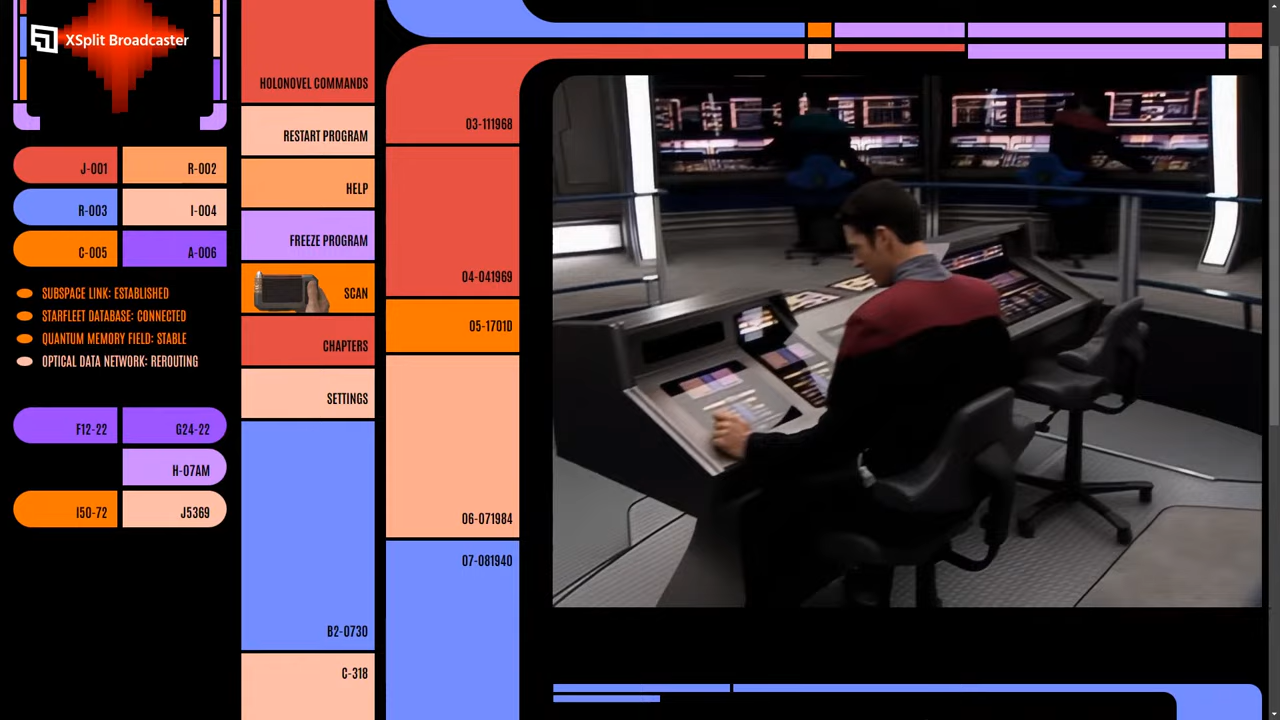 XSplit Broadcaster
J-001
R-002
R-003
I-004
C-005
A-006
SUBSPACE LINK: ESTABLISHED
STARFLEET DATABASE: CONNECTED
QUANTUM MEMORY FIELD: STABLE
OPTICAL DATA NETWORK: REROUTING
F12-22
G24-22
H-07AM
I50-72
J5369
HOLONOVEL COMMANDS
RESTART PROGRAM
HELP
FREEZE PROGRAM
SCAN
CHAPTERS
SETTINGS
B2-0730
C-318
03-111968
04-041969
05-1701D
06-071984
07-081940